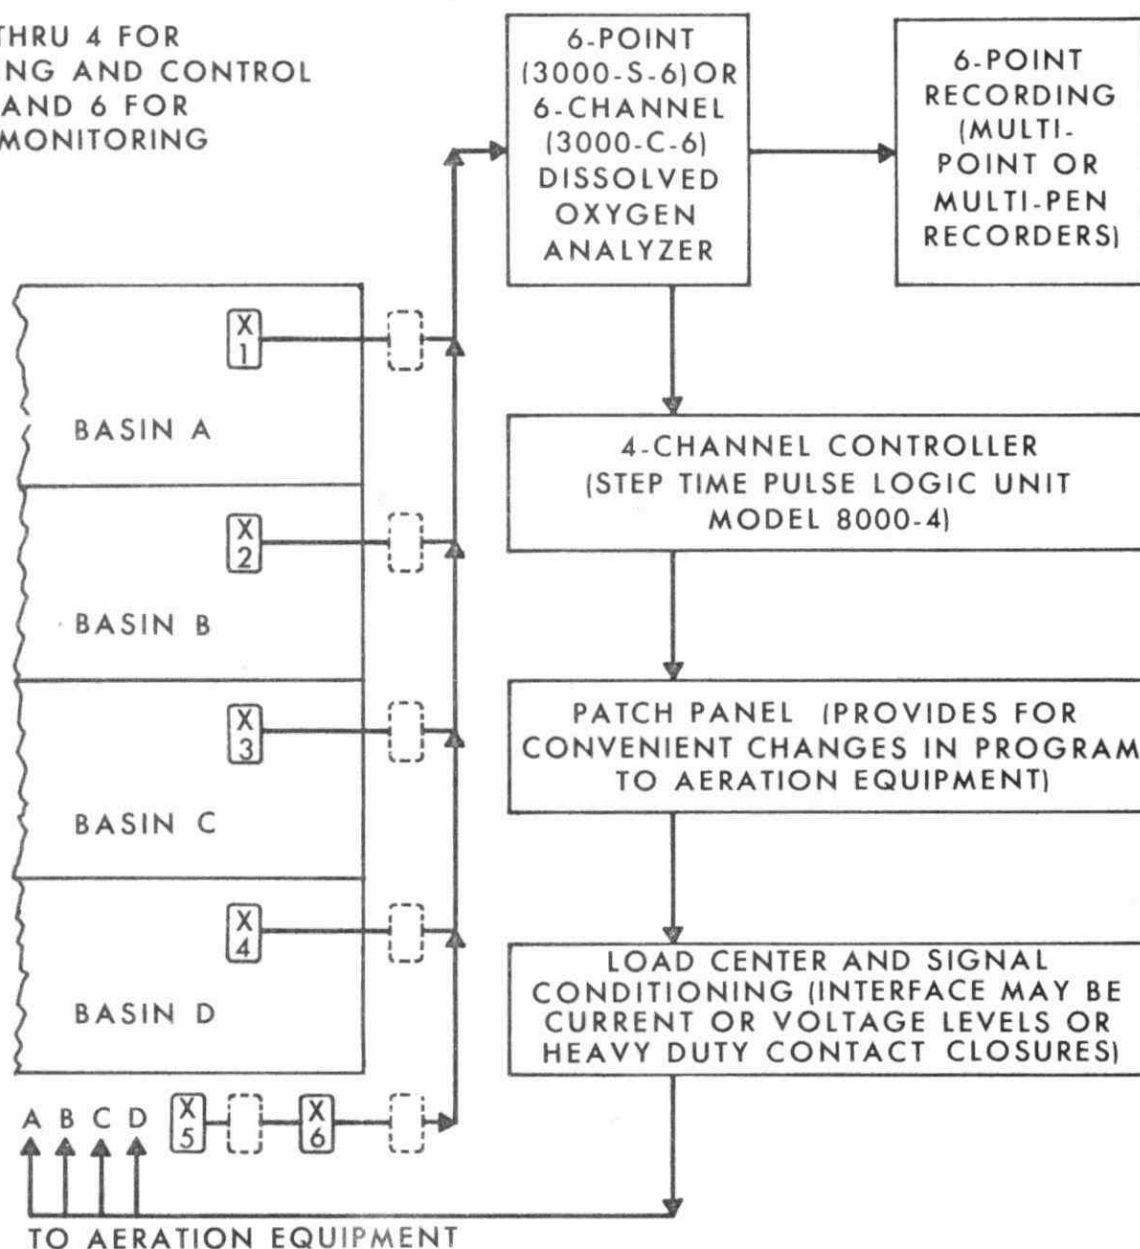 THRU 4 FOR
NG AND CONTROL
AND 6 FOR
MONITORING
6-POINT
(3000-S-6) OR
6-CHANNEL
(3000-C-6)
DISSOLVED
OXYGEN
ANALYZER
6-POINT
RECORDING
(MULTI-
POINT OR
MULTI-PEN
RECORDERS)
X
1
BASIN A
X
2
BASIN B
X
3
BASIN C
X
4
BASIN D
4-CHANNEL CONTROLLER
(STEP TIME PULSE LOGIC UNIT
MODEL 8000-4)
PATCH PANEL (PROVIDES FOR
CONVENIENT CHANGES IN PROGRAM
TO AERATION EQUIPMENT)
LOAD CENTER AND SIGNAL
CONDITIONING (INTERFACE MAY BE
CURRENT OR VOLTAGE LEVELS OR
HEAVY DUTY CONTACT CLOSURES)
A B C D
X
5
X
6
TO AERATION EQUIPMENT